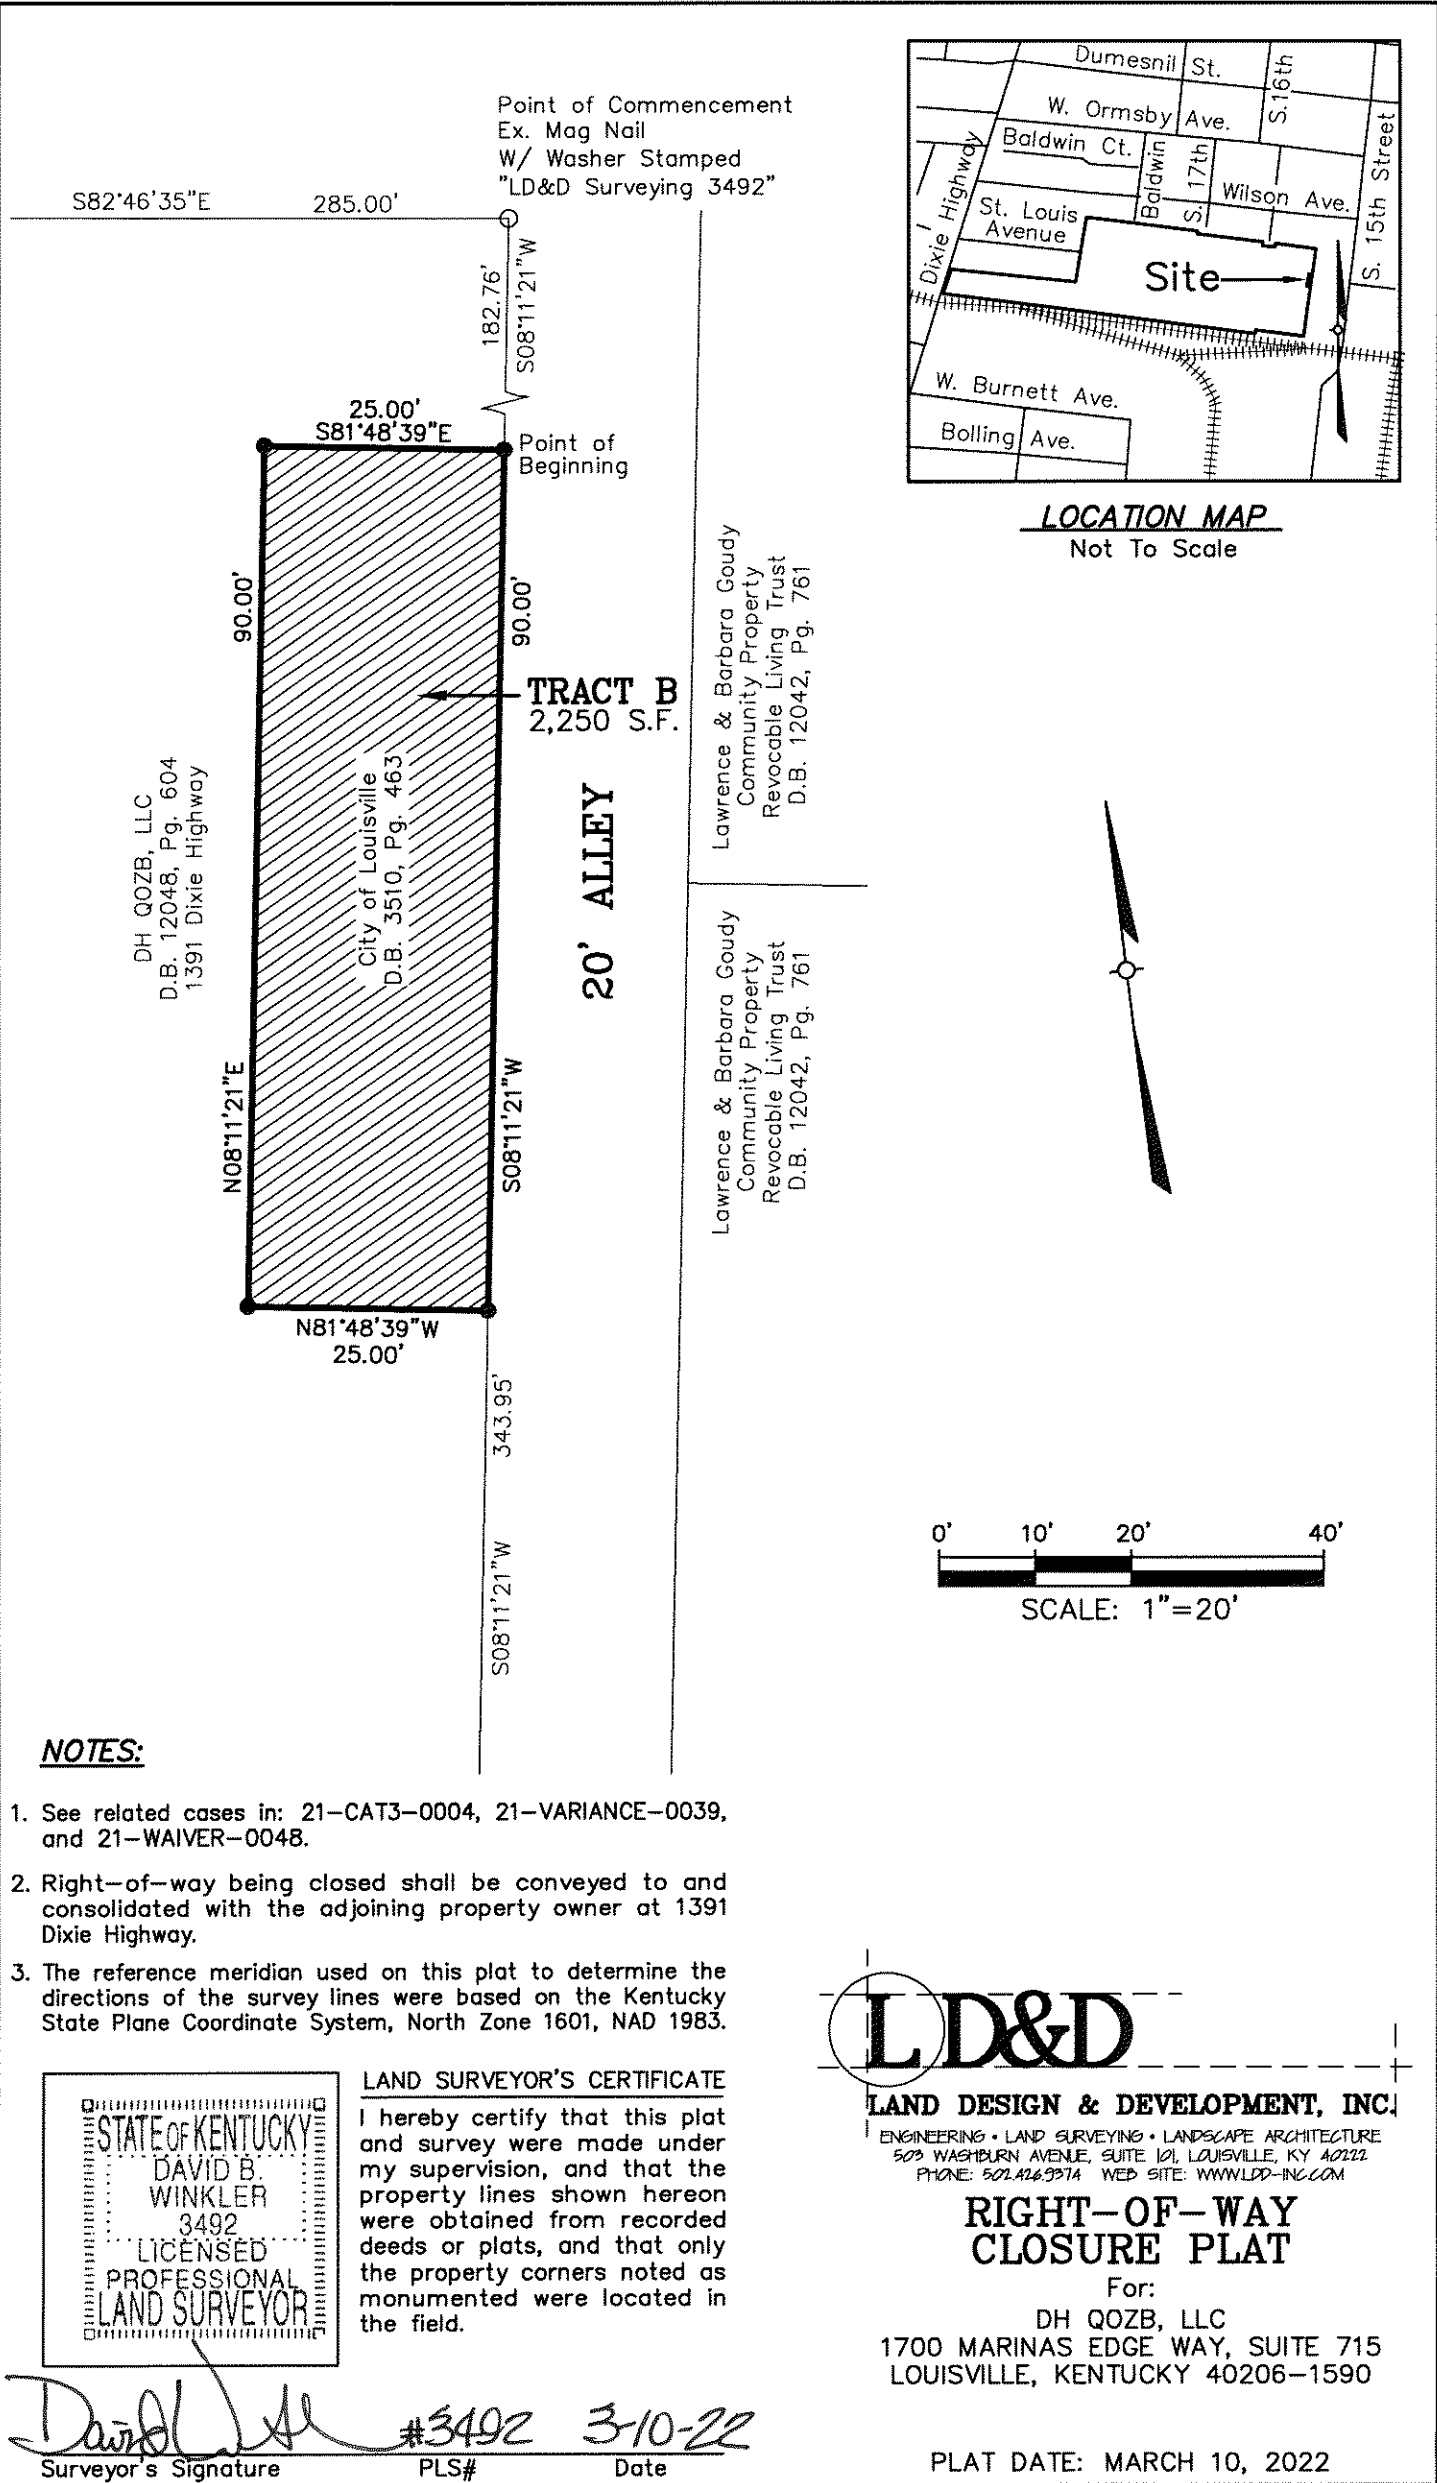 Point of Commencement
Ex. Mag Nail
W/ Washer Stamped
"LD&D Surveying 3492"
S82°46'35"E 285.00'
182.76'
S08°11'21"W
25.00'
S81°48'39"E
Point of
Beginning
90.00'
N08°11'21"E
90.00'
S08°11'21"W
TRACT B
2,250 S.F.
City of Louisville
D.B. 3510, Pg. 463
DH QOZB, LLC
D.B. 12048, Pg. 604
1391 Dixie Highway
20' ALLEY
Lawrence & Barbara Goudy
Community Property
Revocable Living Trust
D.B. 12042, Pg. 761
Lawrence & Barbara Goudy
Community Property
Revocable Living Trust
D.B. 12042, Pg. 761
N81°48'39"W
25.00'
343.95'
S08°11'21"W
Dumesnil St.
S. 16th
W. Ormsby Ave.
Baldwin Ct.
Baldwin
S. 17th
Wilson Ave.
S. 15th Street
Dixie Highway
St. Louis
Avenue
Site
W. Burnett Ave.
Bolling Ave.
LOCATION MAP
Not To Scale
0' 10' 20' 40'
SCALE: 1"=20'
NOTES:
1. See related cases in: 21-CAT3-0004, 21-VARIANCE-0039,
and 21-WAIVER-0048.
2. Right-of-way being closed shall be conveyed to and
consolidated with the adjoining property owner at 1391
Dixie Highway.
3. The reference meridian used on this plat to determine the
directions of the survey lines were based on the Kentucky
State Plane Coordinate System, North Zone 1601, NAD 1983.
STATE OF KENTUCKY
DAVID B.
WINKLER
3492
LICENSED
PROFESSIONAL
LAND SURVEYOR
LAND SURVEYOR'S CERTIFICATE
I hereby certify that this plat
and survey were made under
my supervision, and that the
property lines shown hereon
were obtained from recorded
deeds or plats, and that only
the property corners noted as
monumented were located in
the field.
#3492 3-10-22
Surveyor's Signature PLS# Date
LD&D
LAND DESIGN & DEVELOPMENT, INC.
ENGINEERING • LAND SURVEYING • LANDSCAPE ARCHITECTURE
503 WASHBURN AVENUE, SUITE 101, LOUISVILLE, KY 40222
PHONE: 502.426.9374 WEB SITE: WWW.LDD-INC.COM
RIGHT-OF-WAY
CLOSURE PLAT
For:
DH QOZB, LLC
1700 MARINAS EDGE WAY, SUITE 715
LOUISVILLE, KENTUCKY 40206-1590
PLAT DATE: MARCH 10, 2022